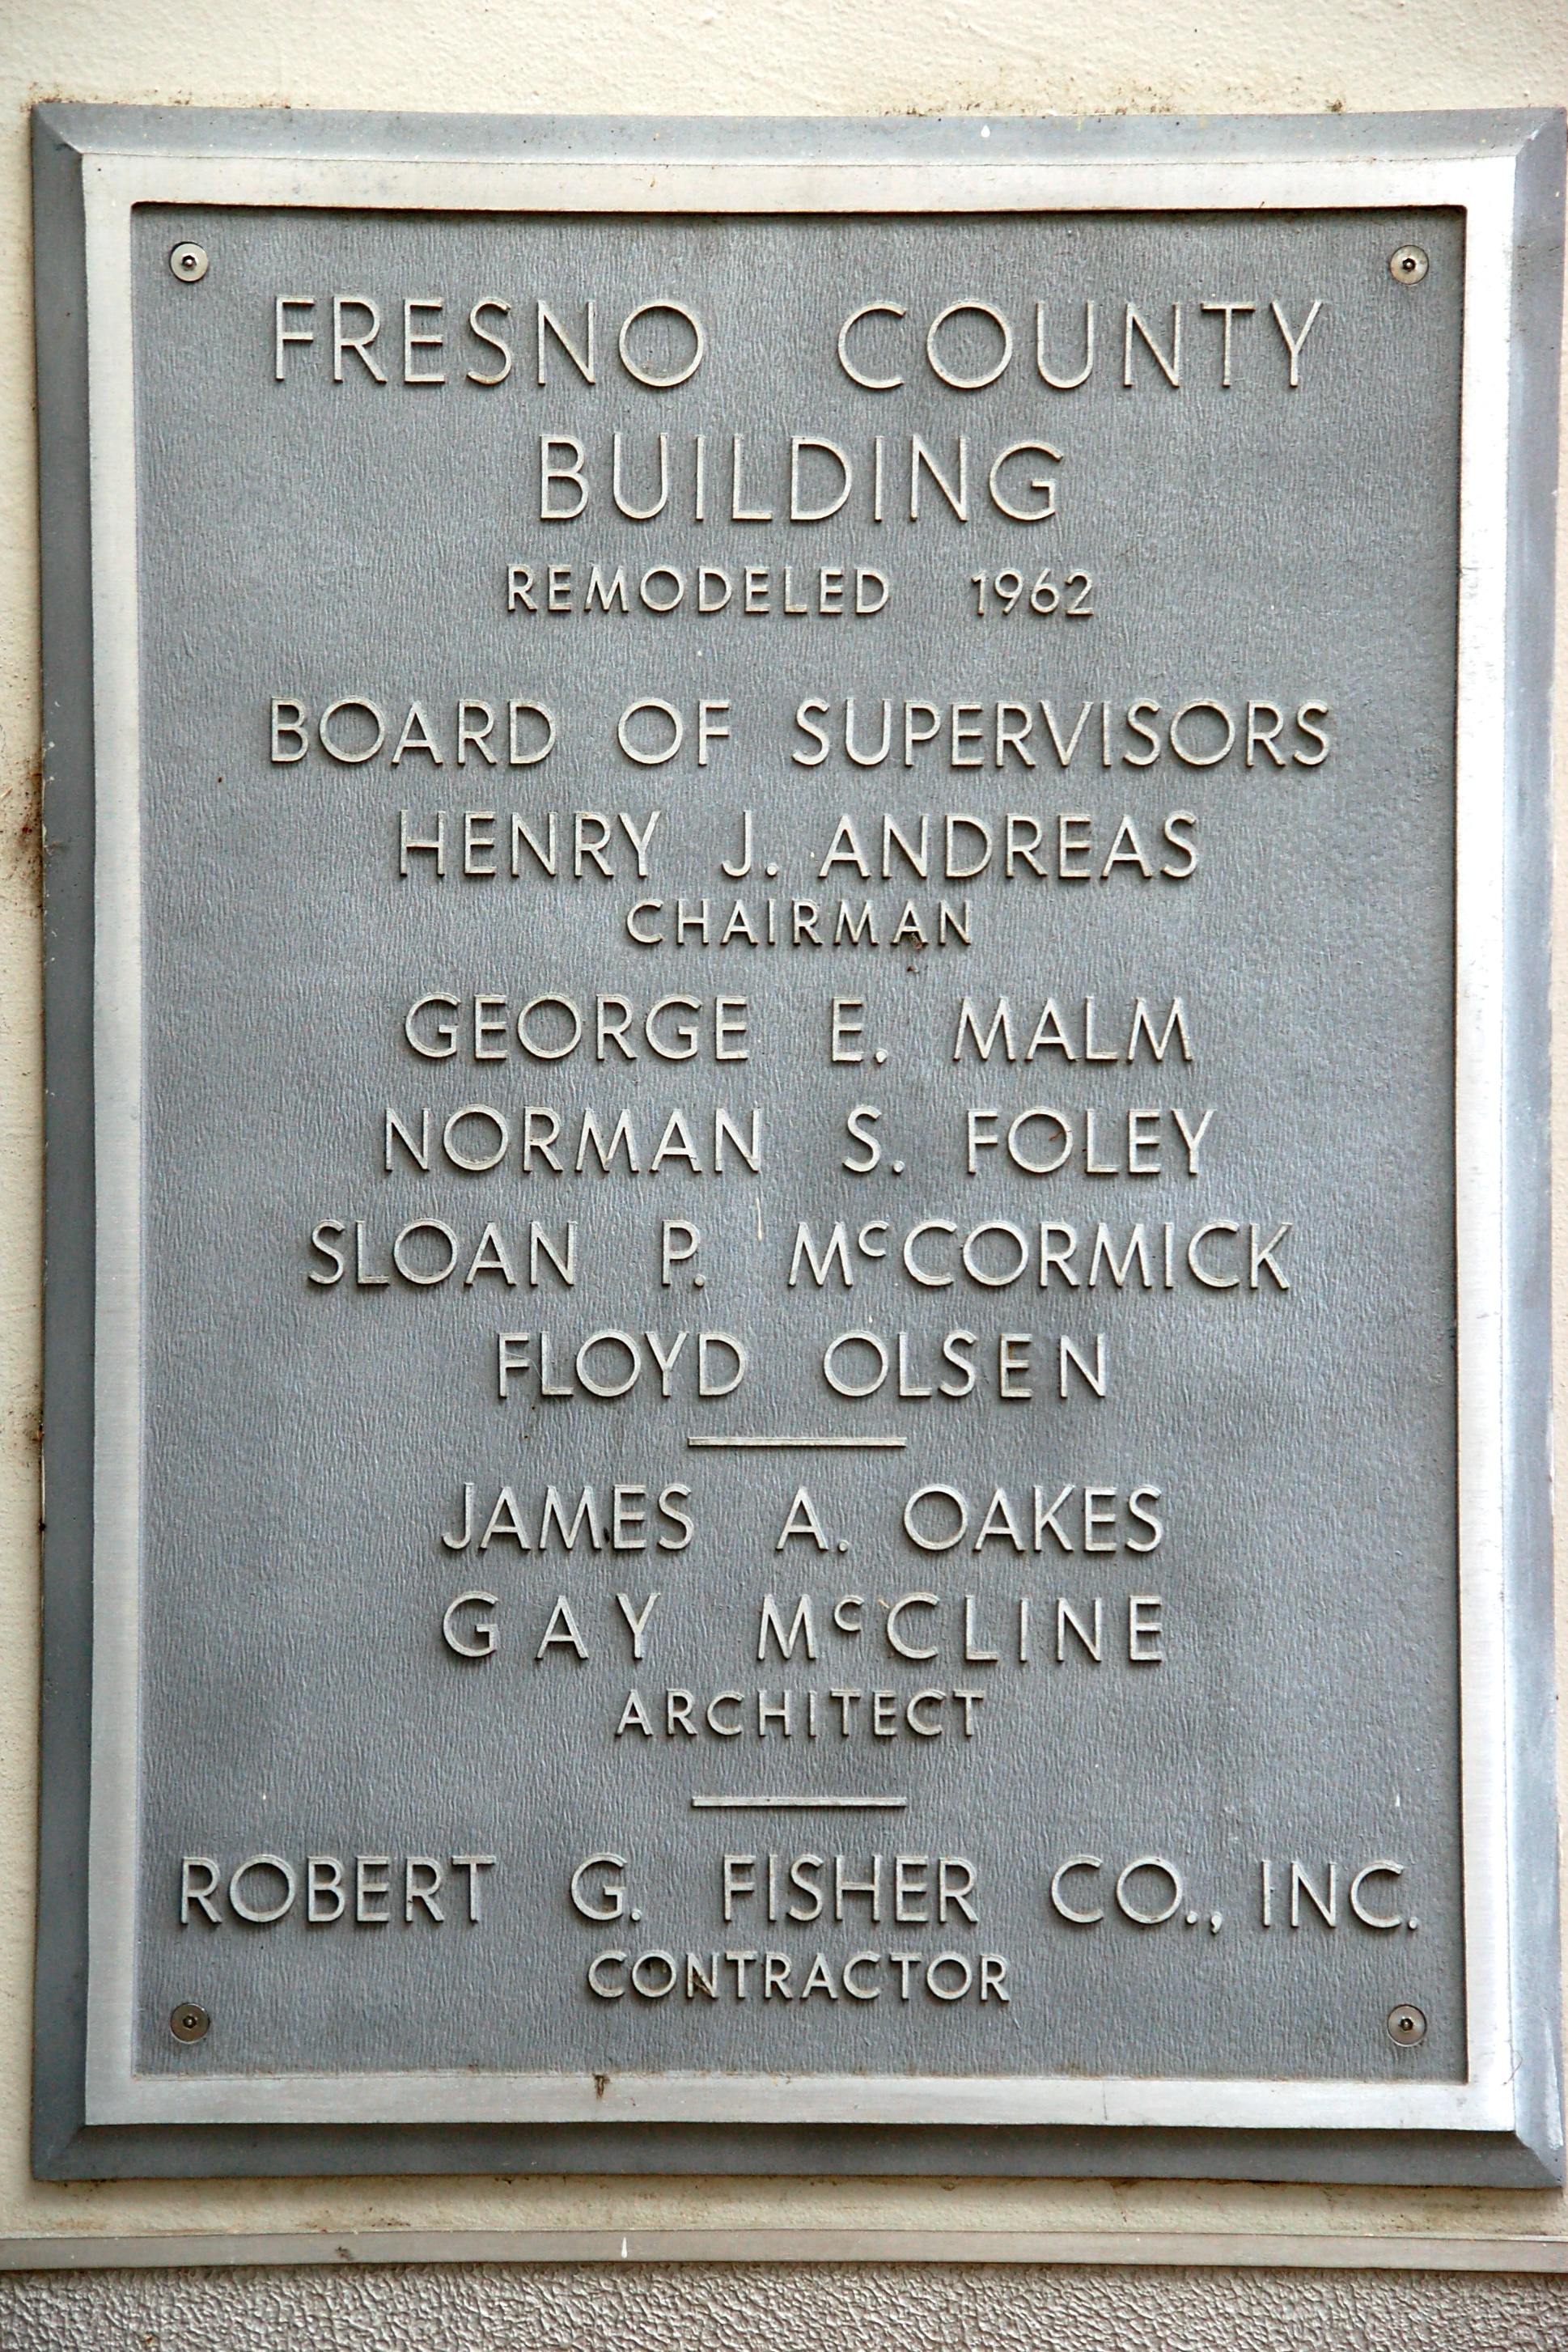 FRESNO COUNTY
BUILDING
REMODELED 1962
BOARD OF SUPERVISORS
HENRY J. ANDREAS
CHAIRMAN
GEORGE E. MALM
NORMAN S. FOLEY
SLOAN P. McCORMICK
FLOYD OLSEN
JAMES A. OAKES
GAY McCLINE
ARCHITECT
ROBERT G. FISHER CO., INC.
CONTRACTOR